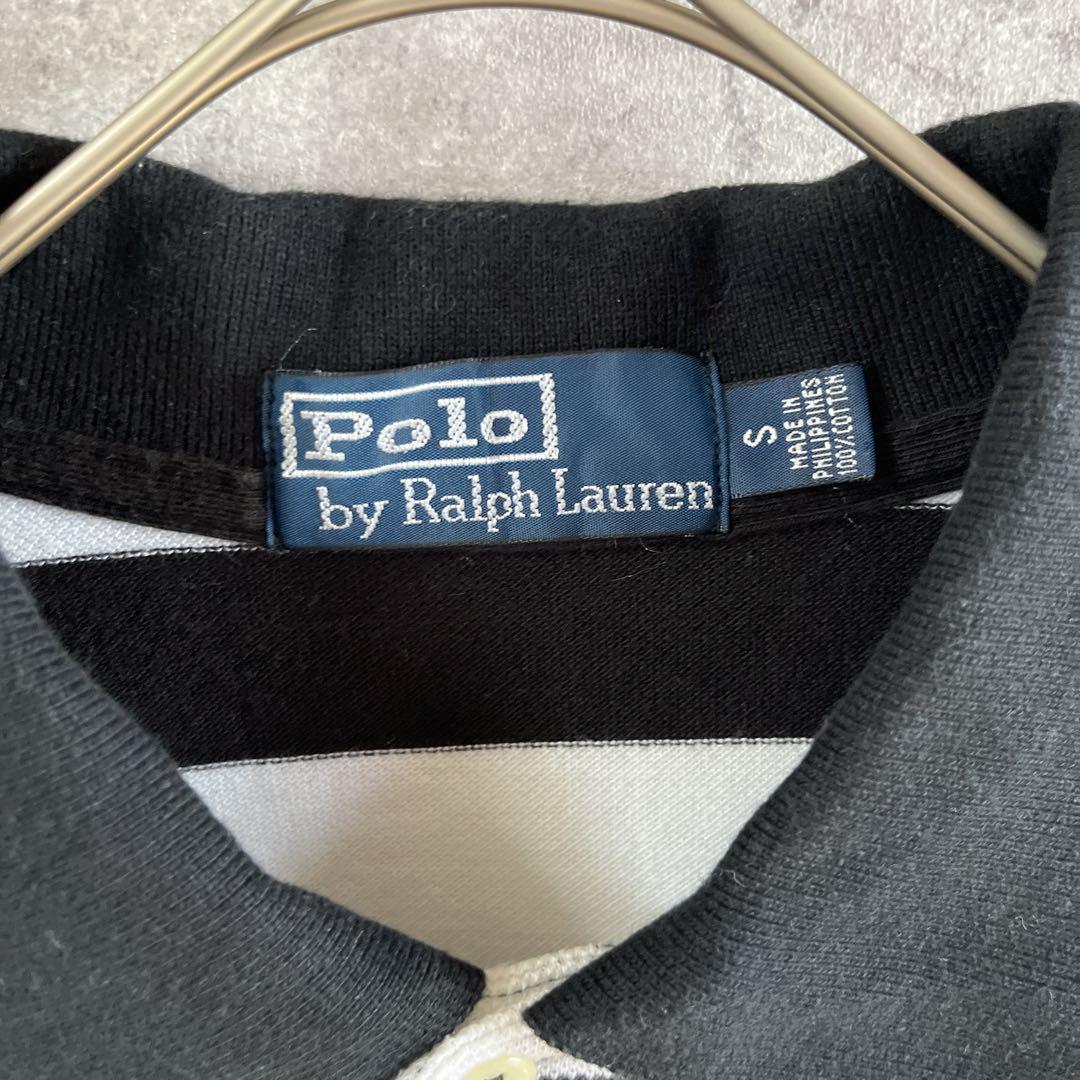 Polo
by Ralph Lauren
S
MADE IN
PHILIPPINES
100%COTTON